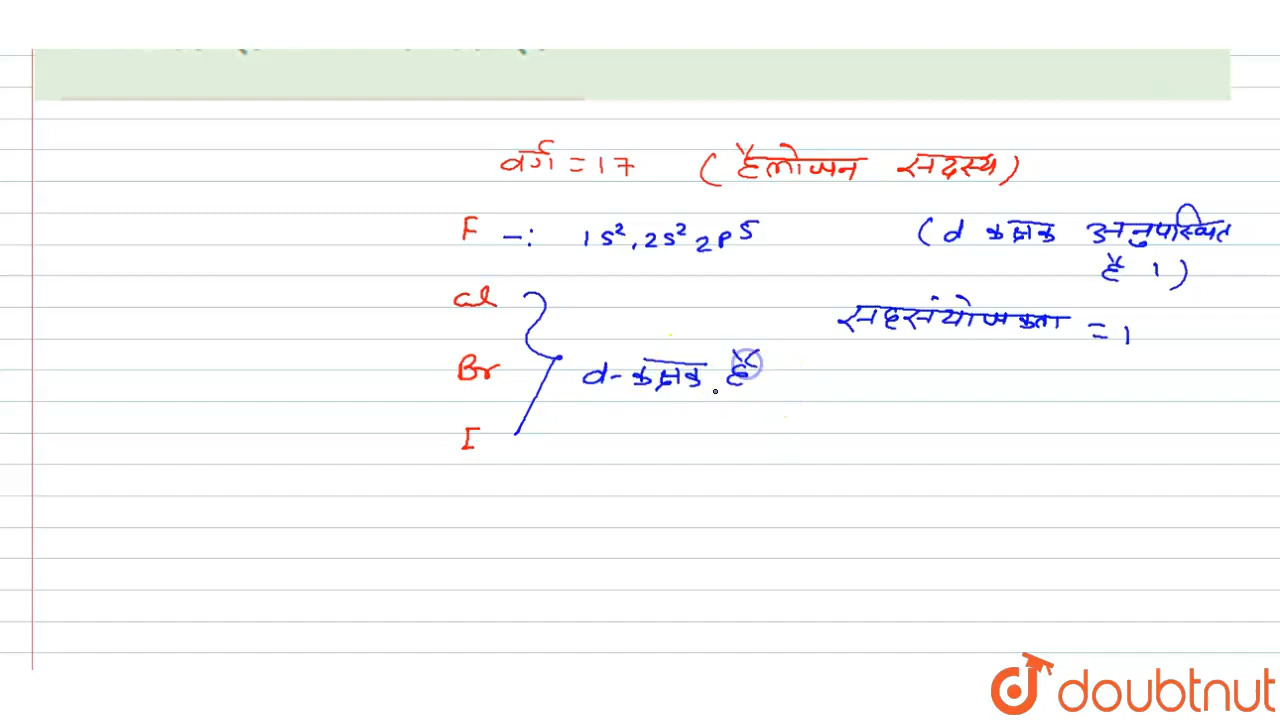 वर्ग = 17 (हैलोजन सदस्य)
F -: 1s², 2s² 2p⁵ (d कक्षक अनुपस्थित
है ।)
Cl
सहसंयोजकता = 1
Br d- कक्षक है
I
doubtnut